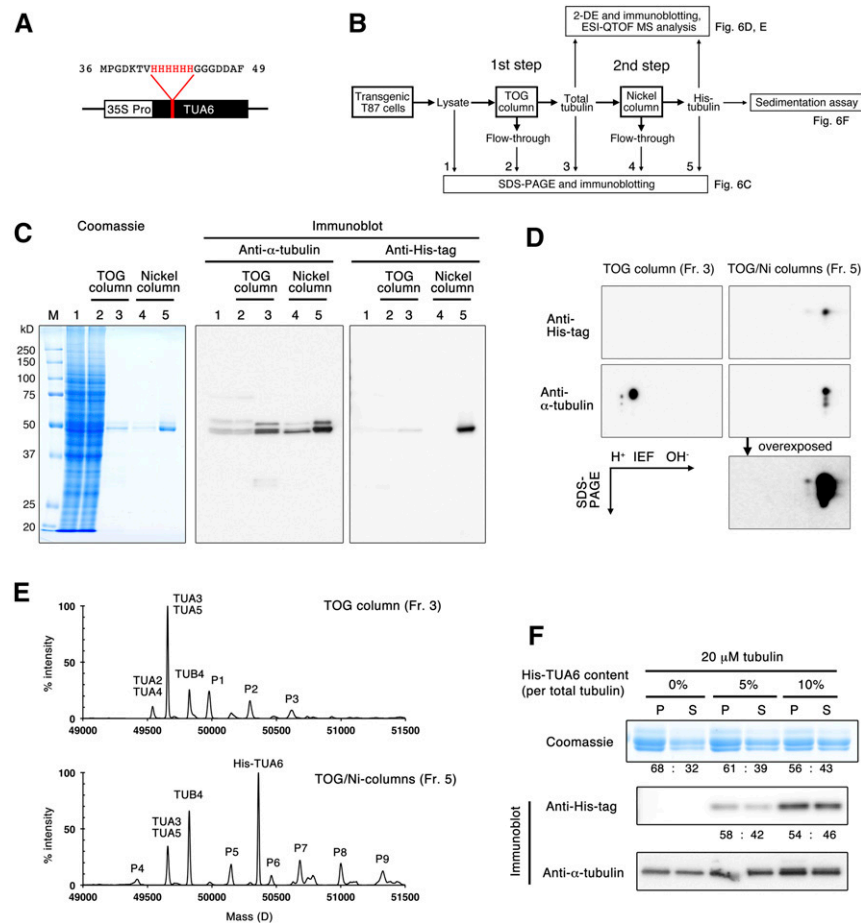 A
36 MPGDKTVHHHHHHGGGDDAF 49
35S Pro TUA6
B
2-DE and immunoblotting,
ESI-QTOF MS analysis
Fig. 6D, E
1st step 2nd step
Transgenic
T87 cells
Lysate
TOG
column
Total
tubulin
Nickel
column
His-
tubulin
Sedimentation assay
Fig. 6F
Flow-through Flow-through
1 2 3 4 5
SDS-PAGE and immunoblotting
Fig. 6C
C
Coomassie Immunoblot
Anti-α-tubulin Anti-His-tag
TOG
column
Nickel
column
TOG
column
Nickel
column
TOG
column
Nickel
column
M 1 2 3 4 5 1 2 3 4 5 1 2 3 4 5
kD
250
150
100
75
50
37
25
20
D
TOG column (Fr. 3) TOG/Ni columns (Fr. 5)
Anti-
His-tag
Anti-
α-tubulin
overexposed
H⁺ IEF OH⁻
SDS-
PAGE
E
TOG column (Fr. 3)
% intensity
100
50
0
TUA2
TUA4
TUA3
TUA5
TUB4
P1
P2
P3
49000 49500 50000 50500 51000 51500
TOG/Ni-columns (Fr. 5)
% intensity
100
50
0
P4
TUA3
TUA5
TUB4
P5
His-TUA6
P6
P7
P8
P9
49000 49500 50000 50500 51000 51500
Mass (D)
F
20 μM tubulin
His-TUA6 content
(per total tubulin)
0% 5% 10%
P S P S P S
Coomassie
68 : 32 61 : 39 56 : 43
Immunoblot
Anti-His-tag
58 : 42 54 : 46
Anti-α-tubulin